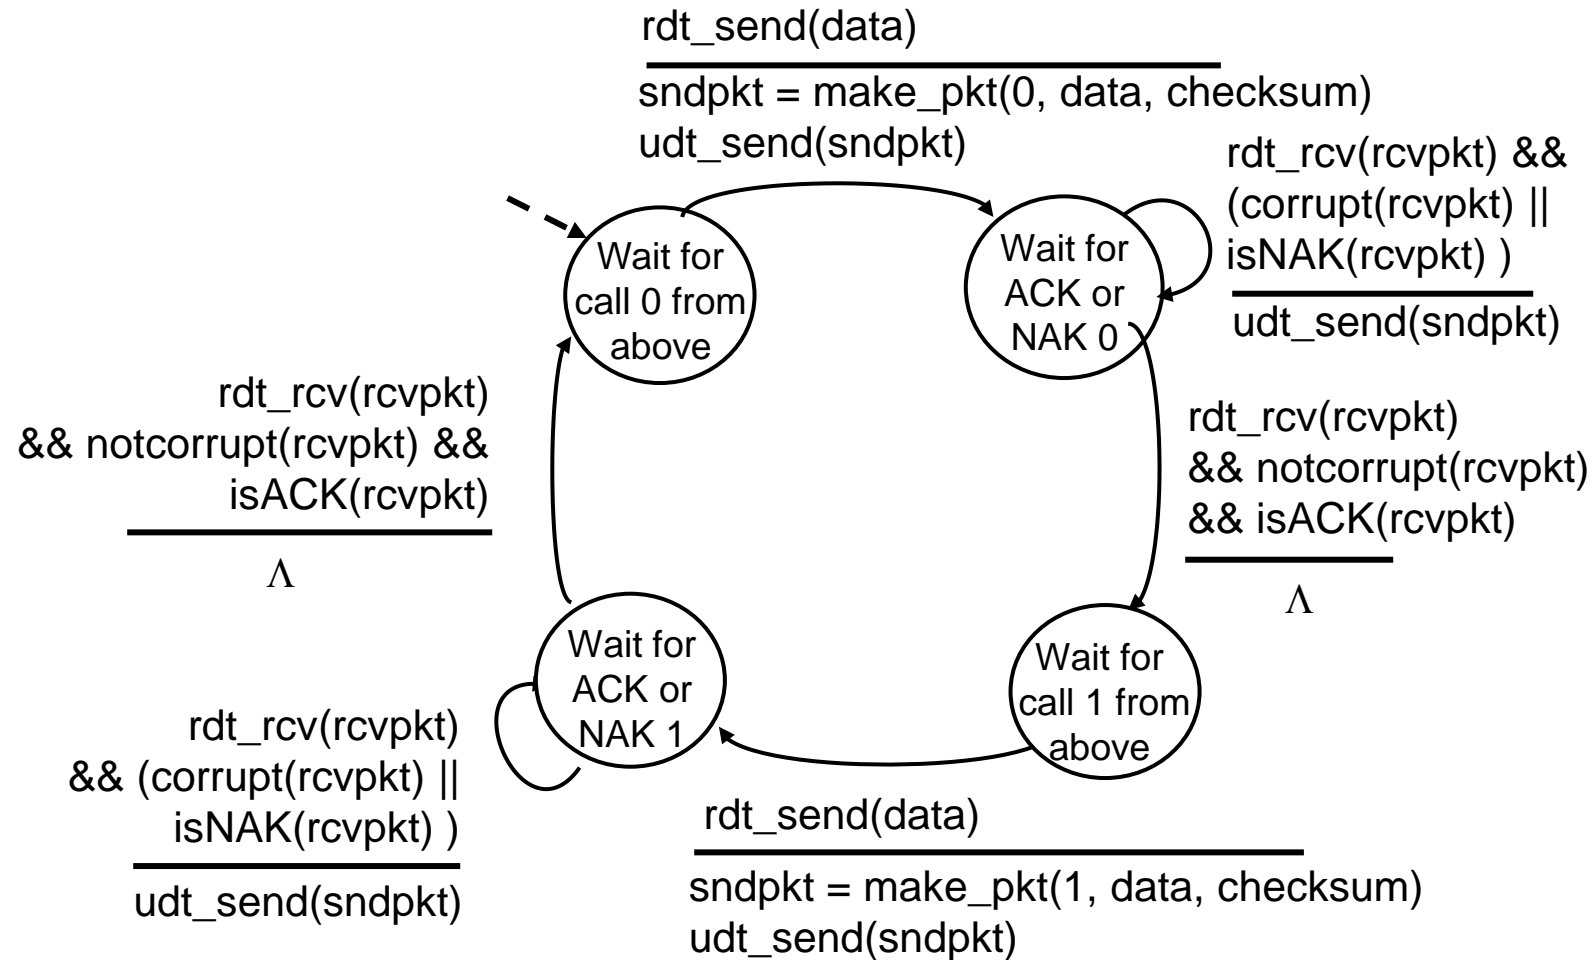 rdt_send(data)
sndpkt = make_pkt(0, data, checksum)
udt_send(sndpkt)
rdt_rcv(rcvpkt) &&
(corrupt(rcvpkt) ||
isNAK(rcvpkt) )
udt_send(sndpkt)
Wait for
call 0 from
above
Wait for
ACK or
NAK 0
rdt_rcv(rcvpkt)
&& notcorrupt(rcvpkt) &&
isACK(rcvpkt)
Λ
rdt_rcv(rcvpkt)
&& notcorrupt(rcvpkt)
&& isACK(rcvpkt)
Λ
Wait for
ACK or
NAK 1
Wait for
call 1 from
above
rdt_rcv(rcvpkt)
&& (corrupt(rcvpkt) ||
isNAK(rcvpkt) )
udt_send(sndpkt)
rdt_send(data)
sndpkt = make_pkt(1, data, checksum)
udt_send(sndpkt)